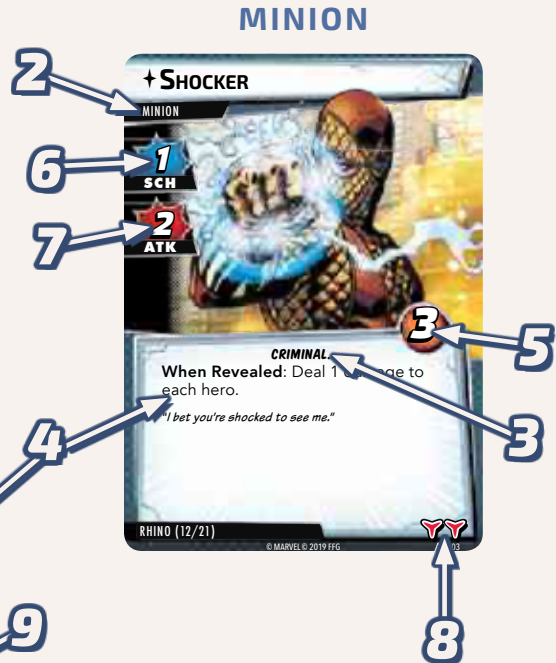 MINION
2
SHOCKER
MINION
6
1
SCH
7
2
ATK
3
5
CRIMINAL.
When Revealed: Deal 1 to
each hero.
"I bet you're shocked to see me."
4
3
RHINO (12/21)
© MARVEL © 2019 FFG
9
8